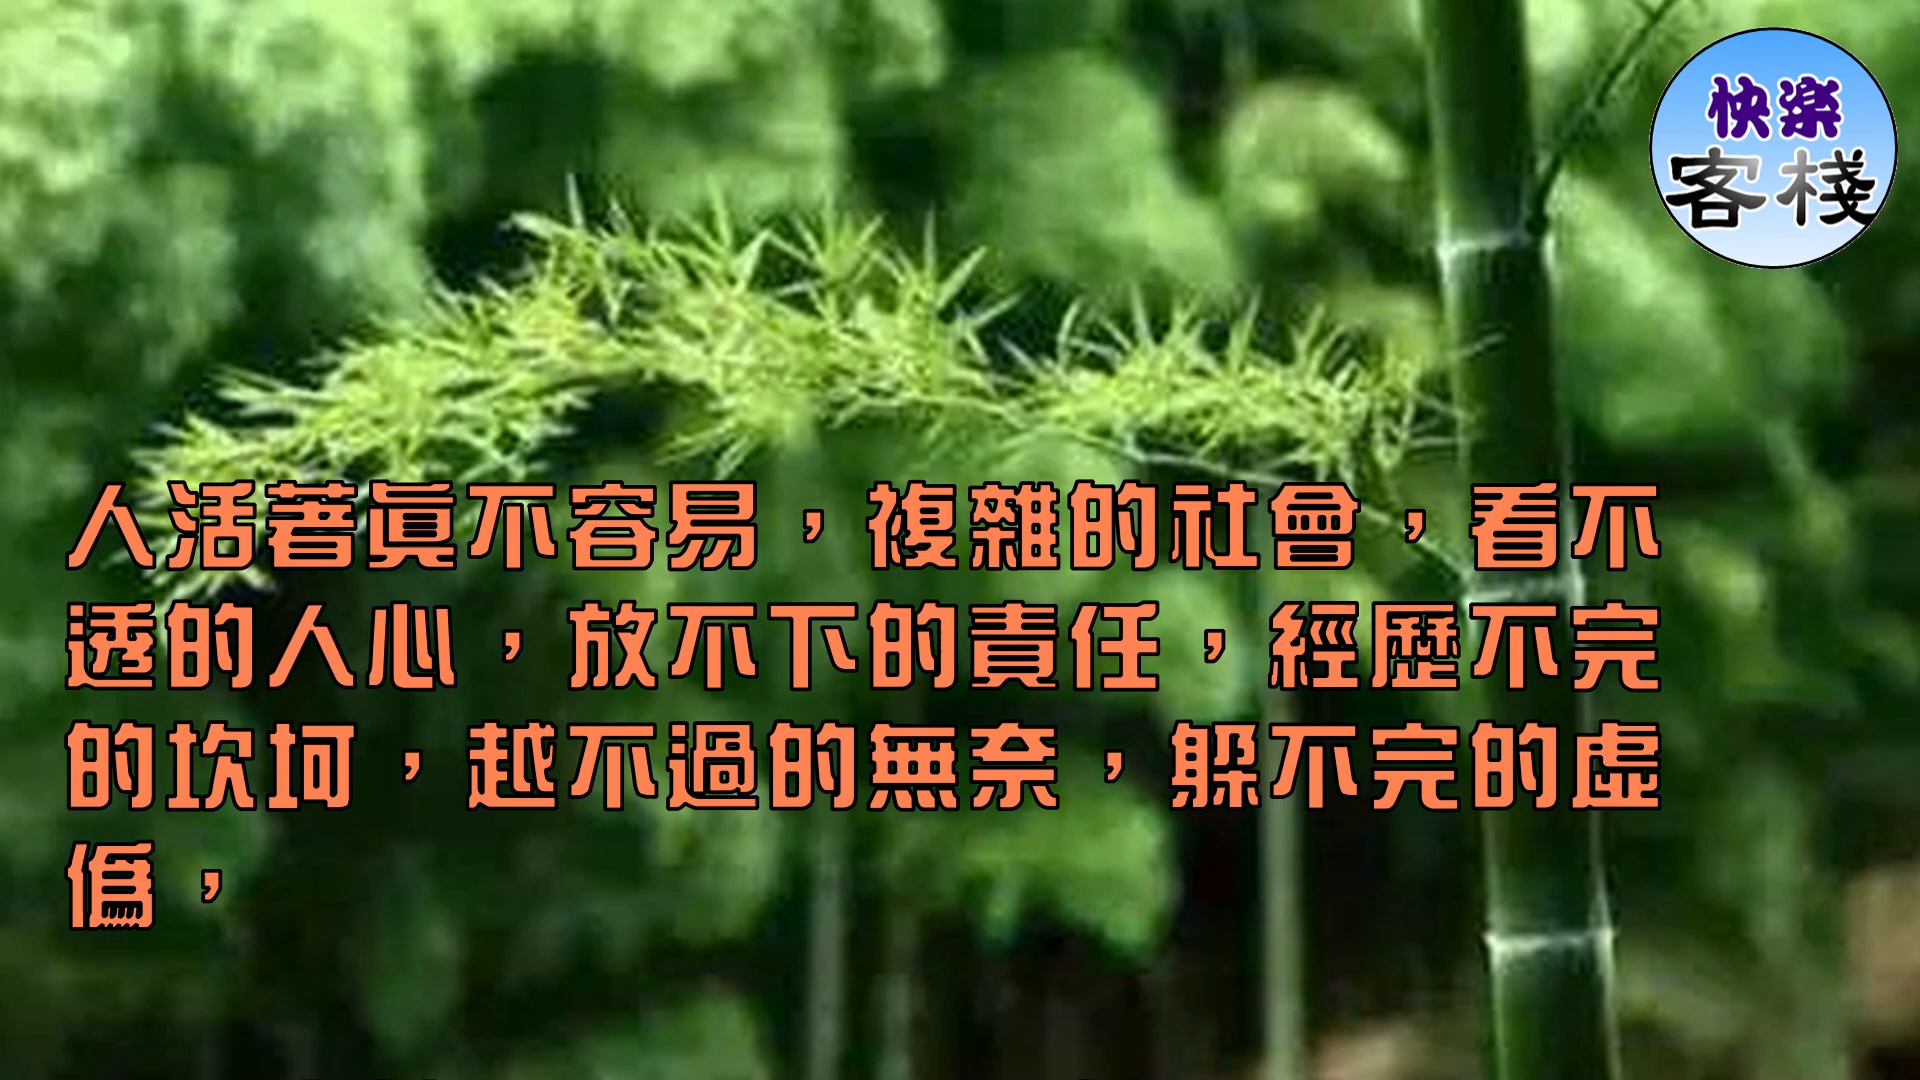 快樂
客棧
人活著眞不容易，複雜的社會，看不
透的人心，放不下的責任，經歷不完
的坎坷，越不過的無奈，躲不完的虛
僞，